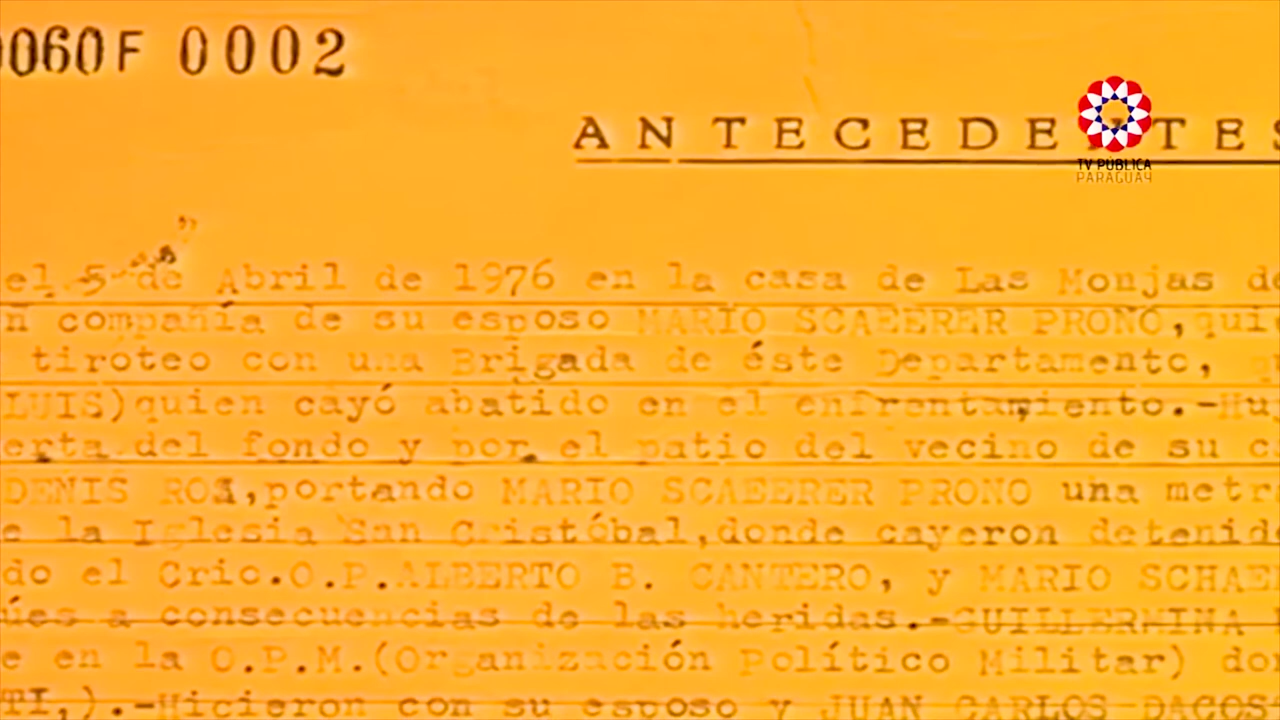 0060F 0002
ANTECEDENTES
TV PÚBLICA
PARAGUAY
el 5 de Abril de 1976 en la casa de Las Monjas de
n compañía de su esposo MARIO SCAEERER PRONO, qui
tiroteo con una Brigada de éste Departamento, q
LUIS)quien cayó abatido en el enfrentamiento.-Hu
erta del fondo y por el patio del vecino de su c
DENIS ROA,portando MARIO SCAEERER PRONO una metr
e la Iglesia San Cristóbal,donde cayeron detenid
do el Crio.O.P.ALBERTO B. CANTERO, y MARIO SCHAE
úes a consecuencias de las heridas.-GUILLERMINA
e en la O.P.M.(Organización Político Militar) do
TI,).-Hicieron con su esposo y JUAN CARLOS DACOS